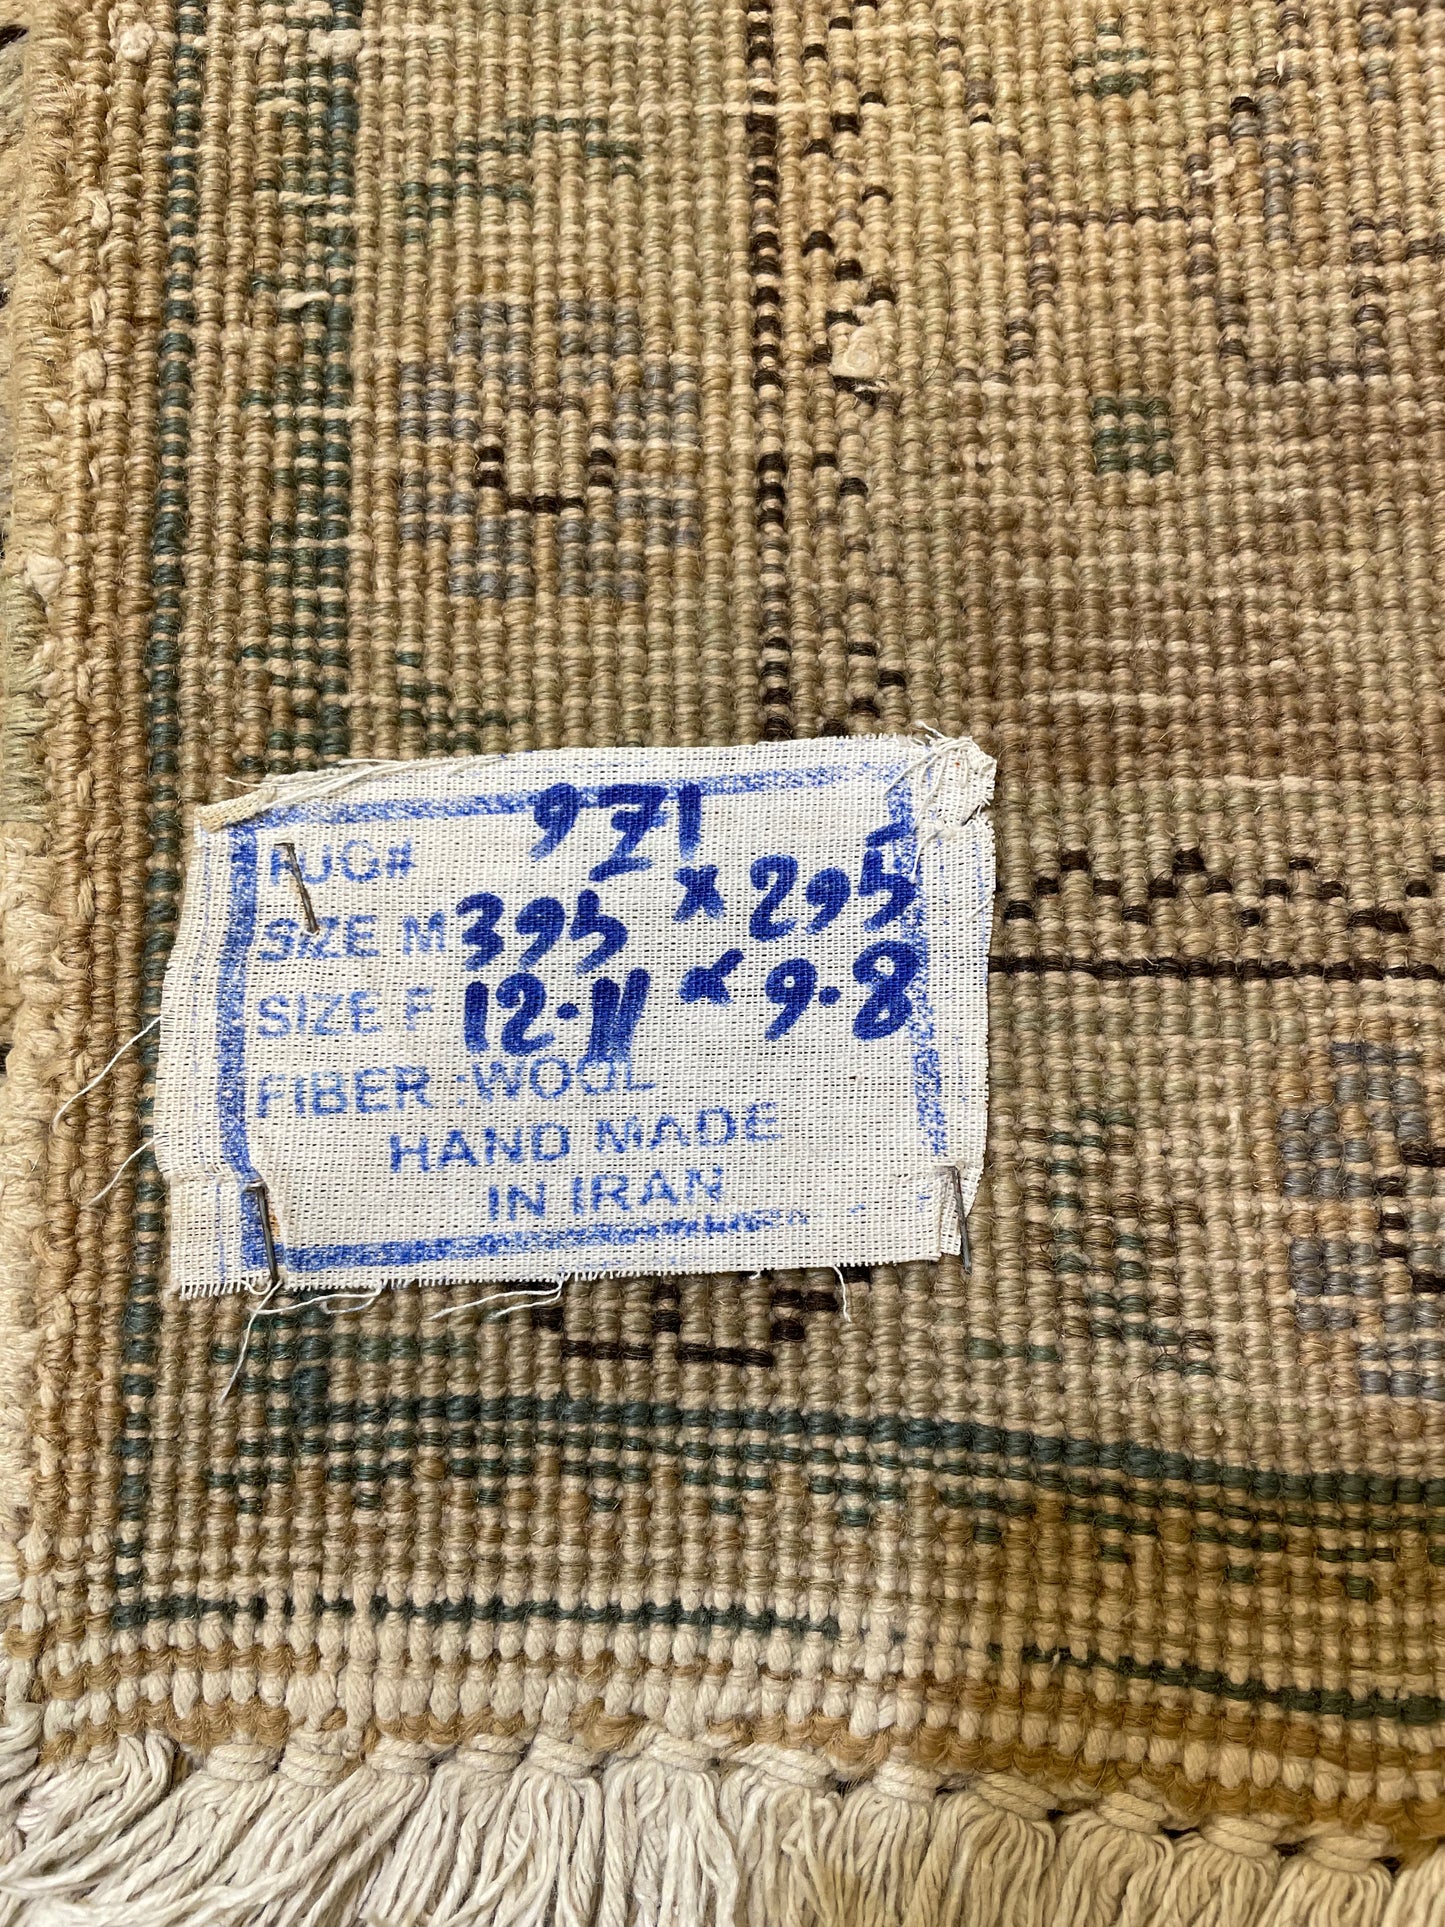 RUG# 971
SIZE M 395 x 295
SIZE F 12.11 x 9.8
FIBER :WOOL
HAND MADE
IN IRAN